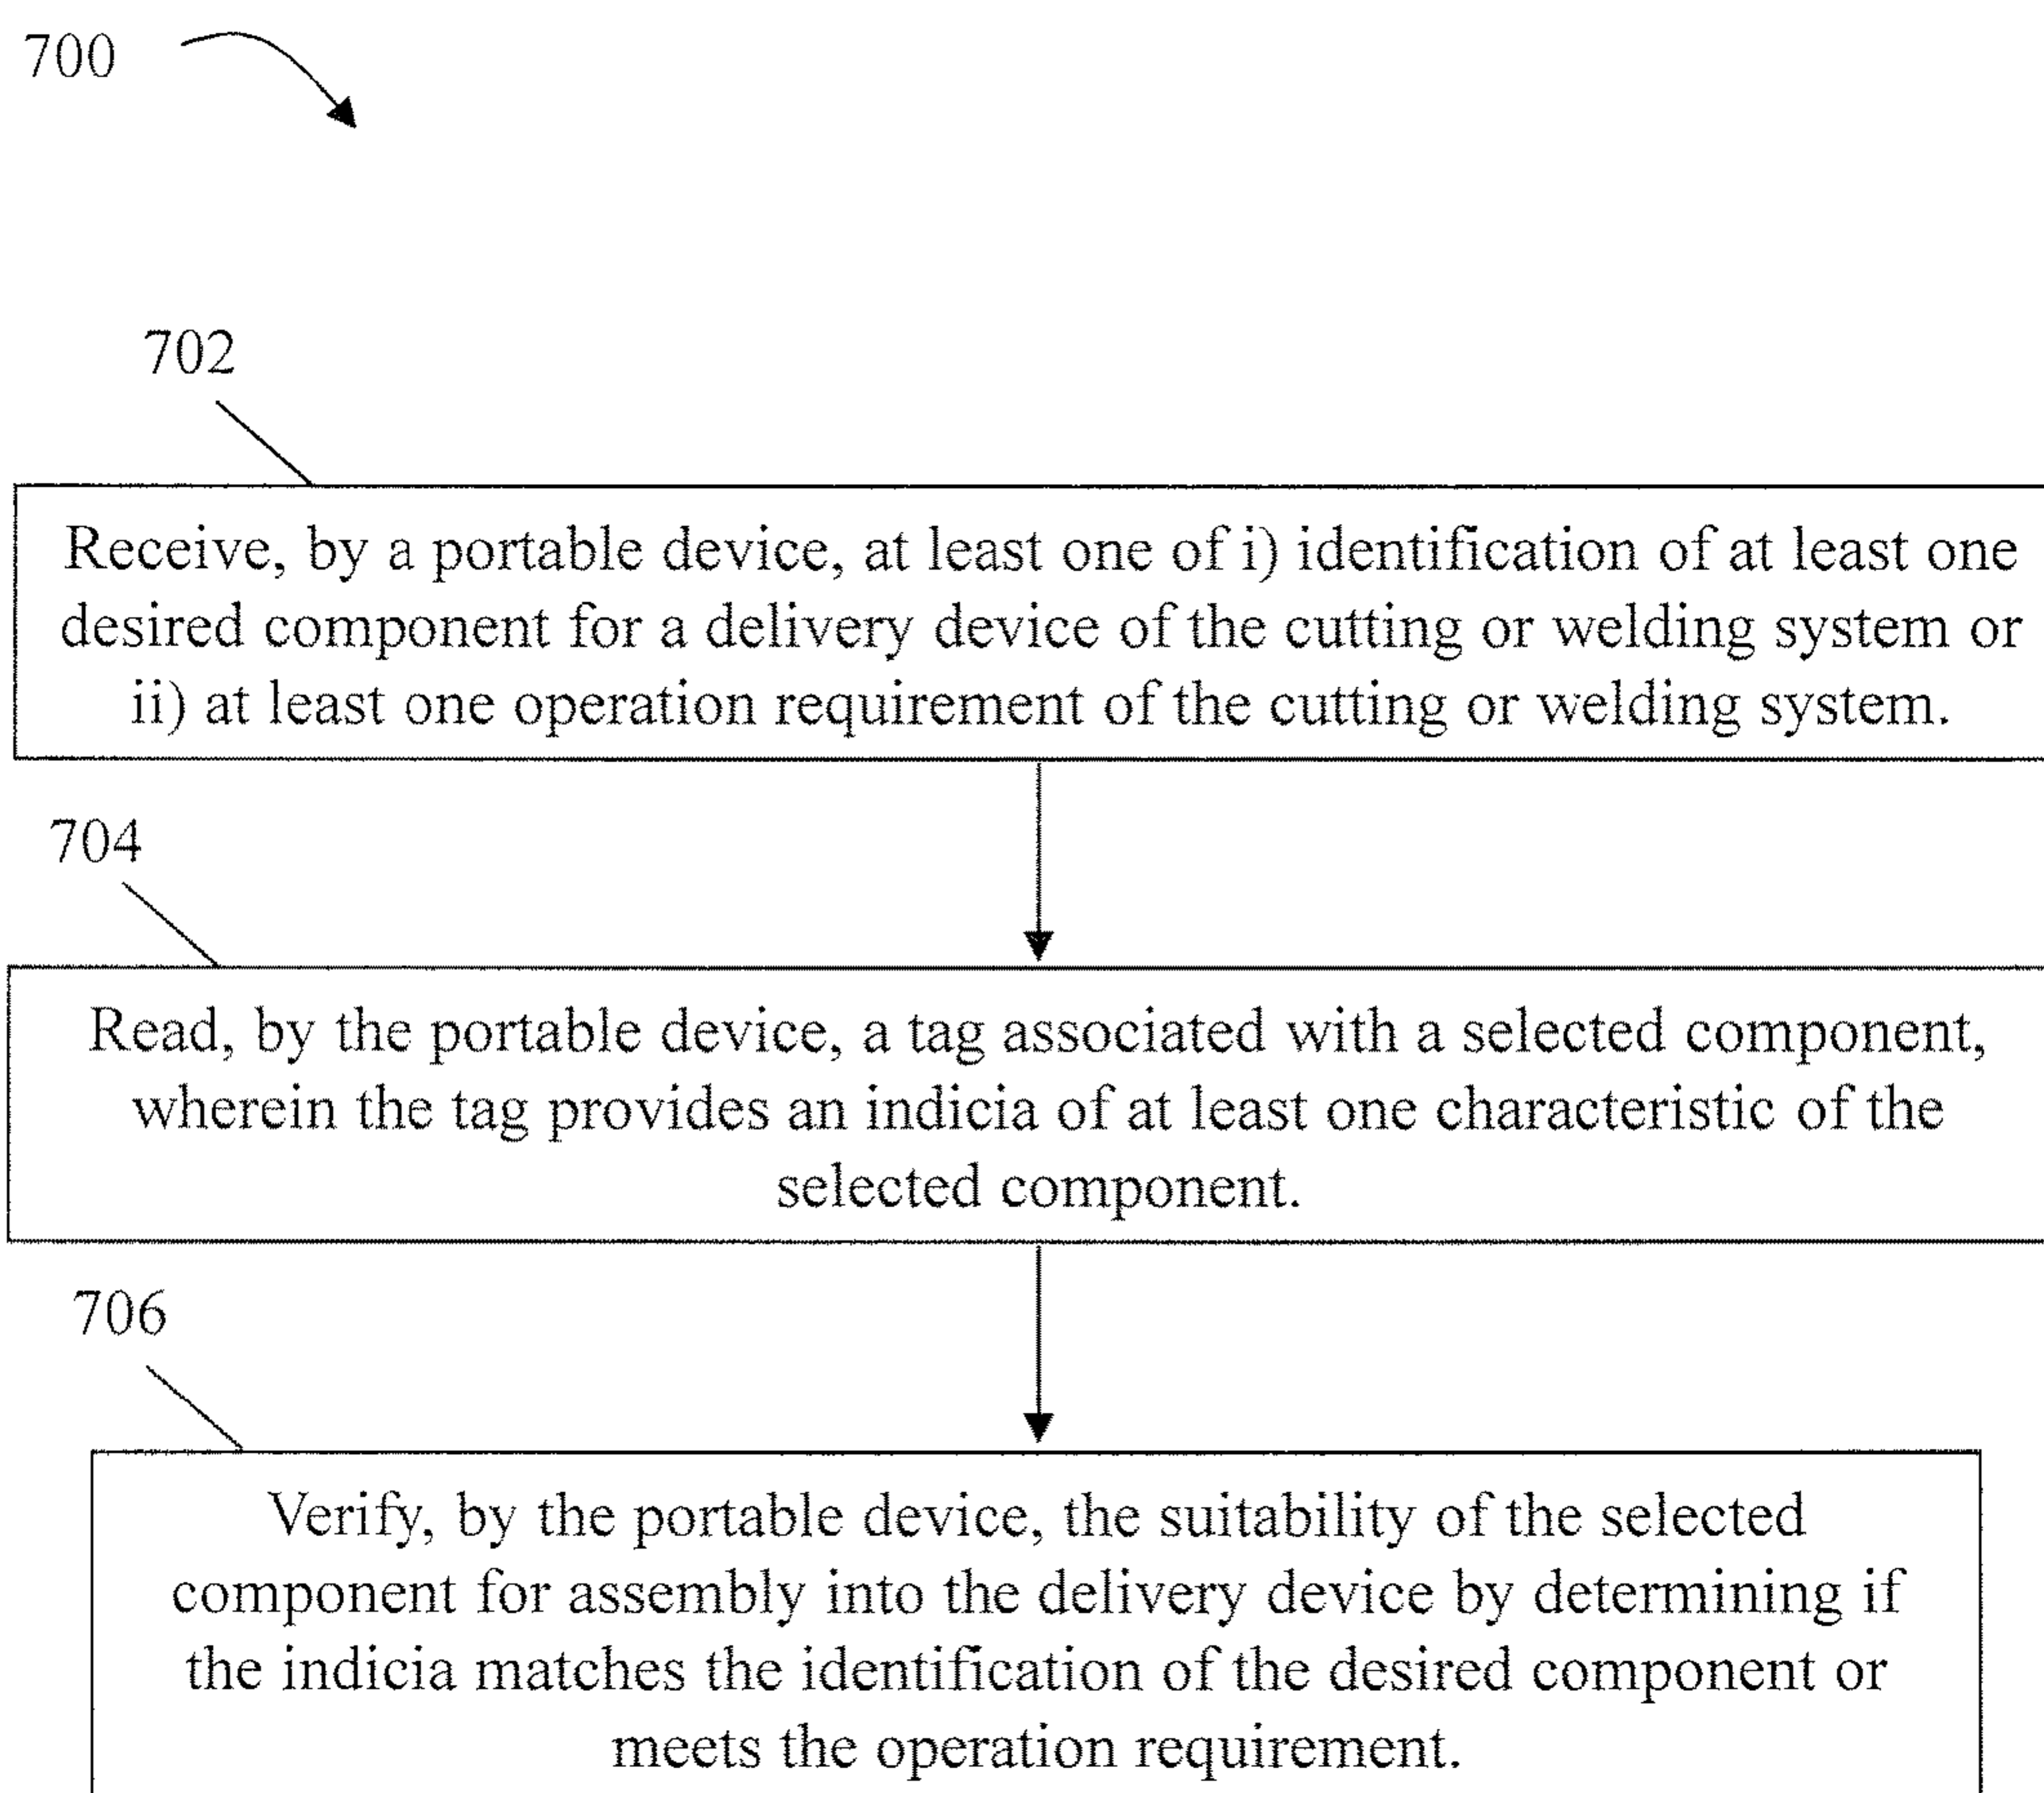 700
702
Receive, by a portable device, at least one of i) identification of at least one
desired component for a delivery device of the cutting or welding system or
ii) at least one operation requirement of the cutting or welding system.
704
Read, by the portable device, a tag associated with a selected component,
wherein the tag provides an indicia of at least one characteristic of the
selected component.
706
Verify, by the portable device, the suitability of the selected
component for assembly into the delivery device by determining if
the indicia matches the identification of the desired component or
meets the operation requirement.